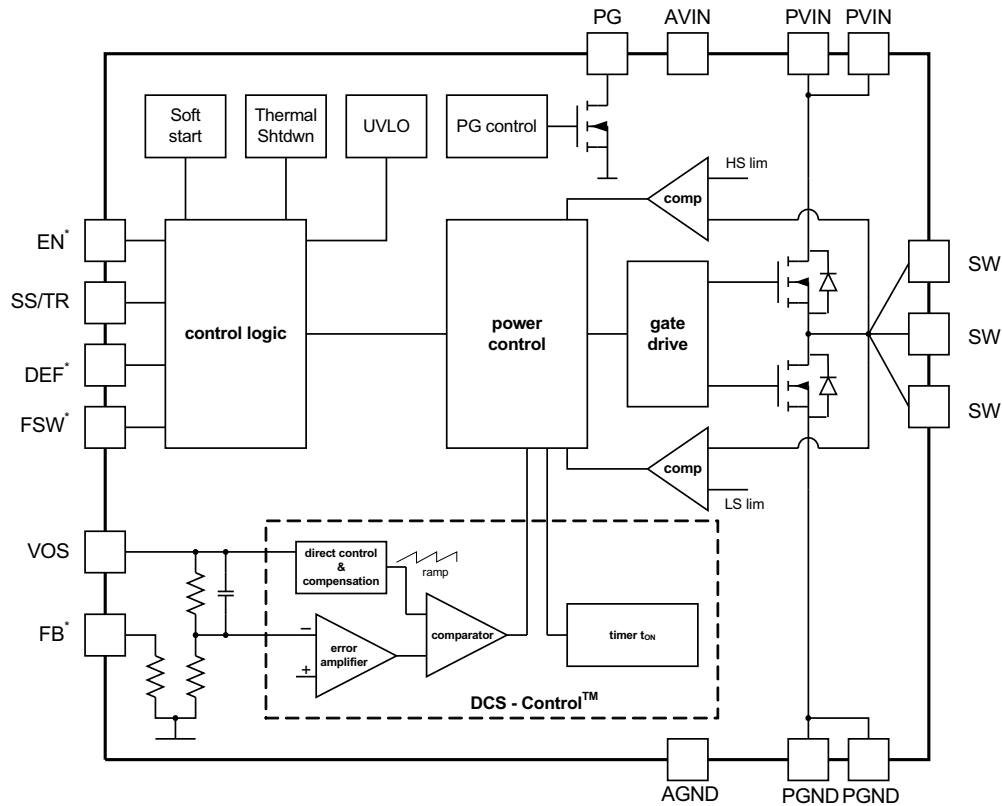 PG AVIN PVIN PVIN
Soft
start
Thermal
Shtdwn
UVLO
PG control
HS lim
comp
EN*
SS/TR
DEF*
FSW*
control logic
power
control
gate
drive
SW
SW
SW
comp
LS lim
VOS
FB*
direct control
&
compensation
ramp
comparator
error
amplifier
−
+
timer tON
DCS - Control™
AGND PGND PGND